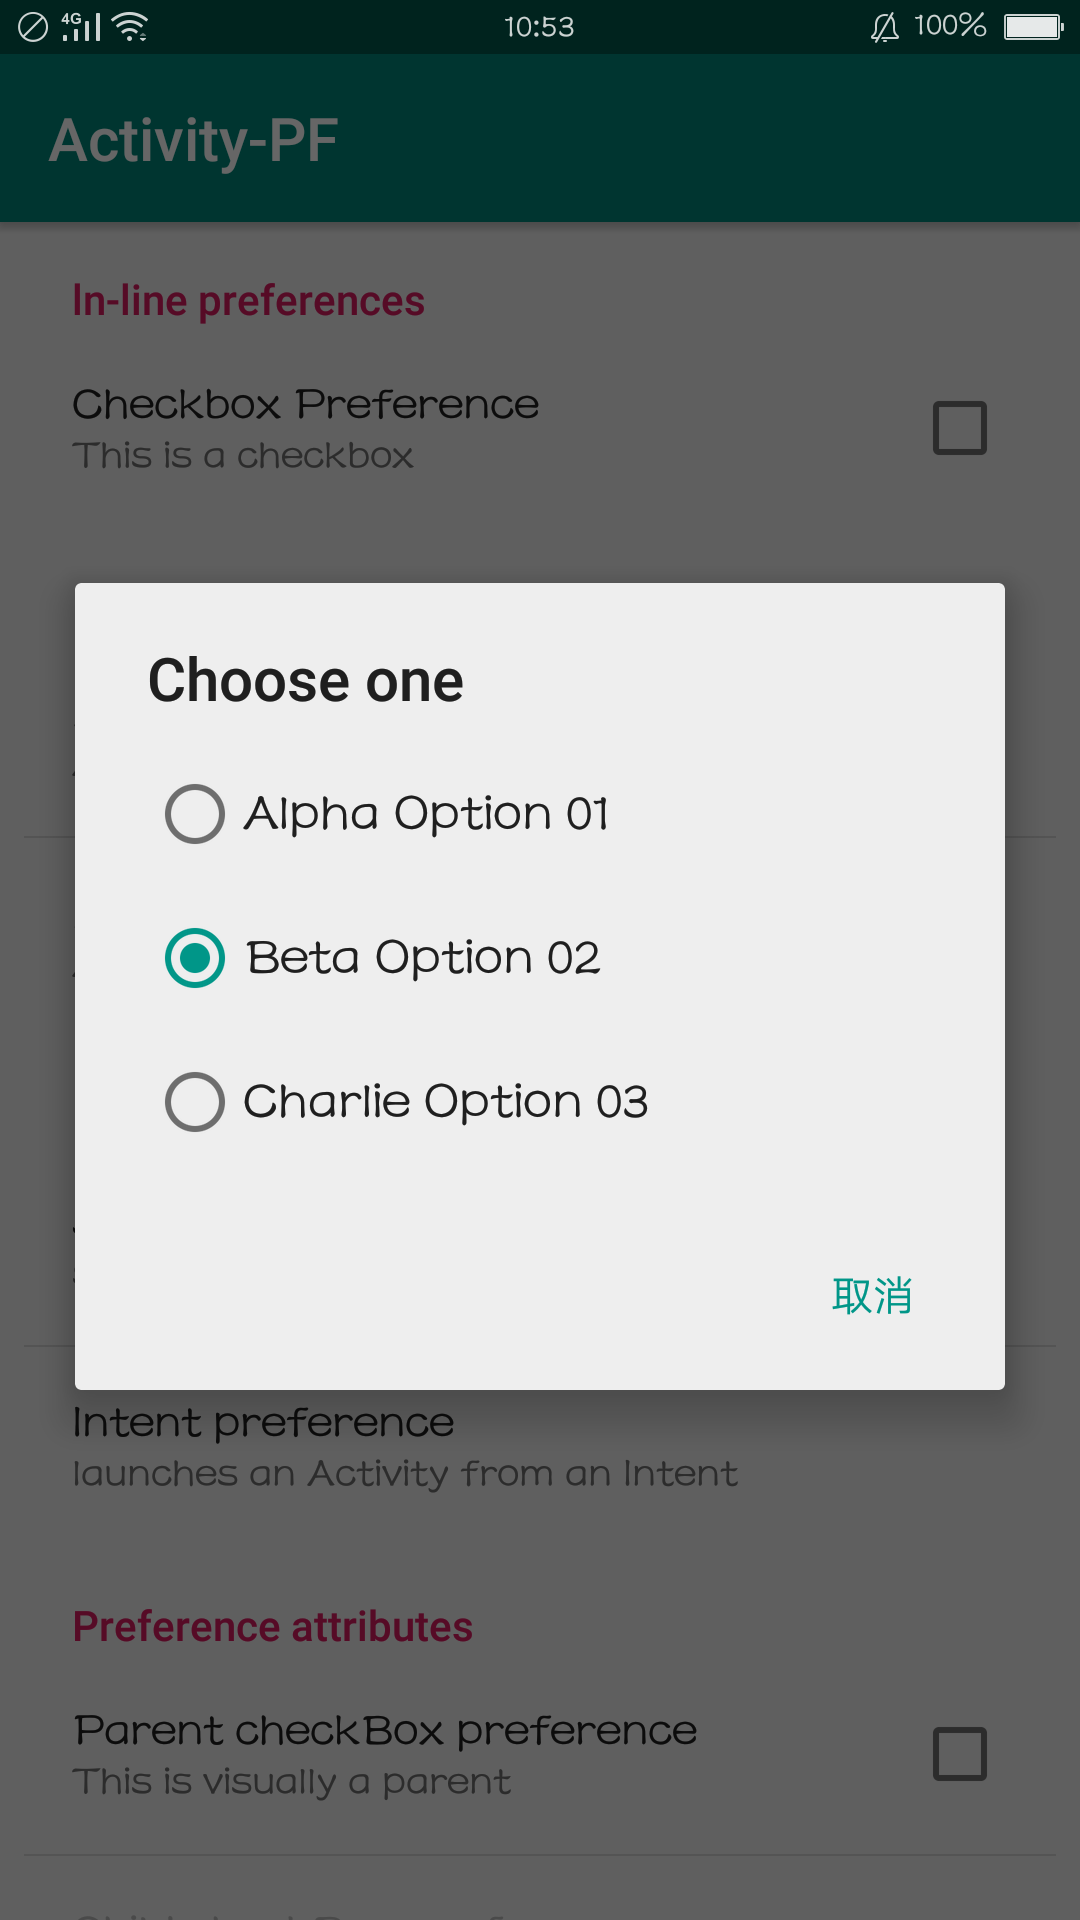 4G 10:53 100%
Activity-PF
In-line preferences
Checkbox Preference
This is a checkbox
Choose one
Alpha Option 01
Beta Option 02
Charlie Option 03
取消
Intent preference
launches an Activity from an Intent
Preference attributes
Parent checkBox preference
This is visually a parent